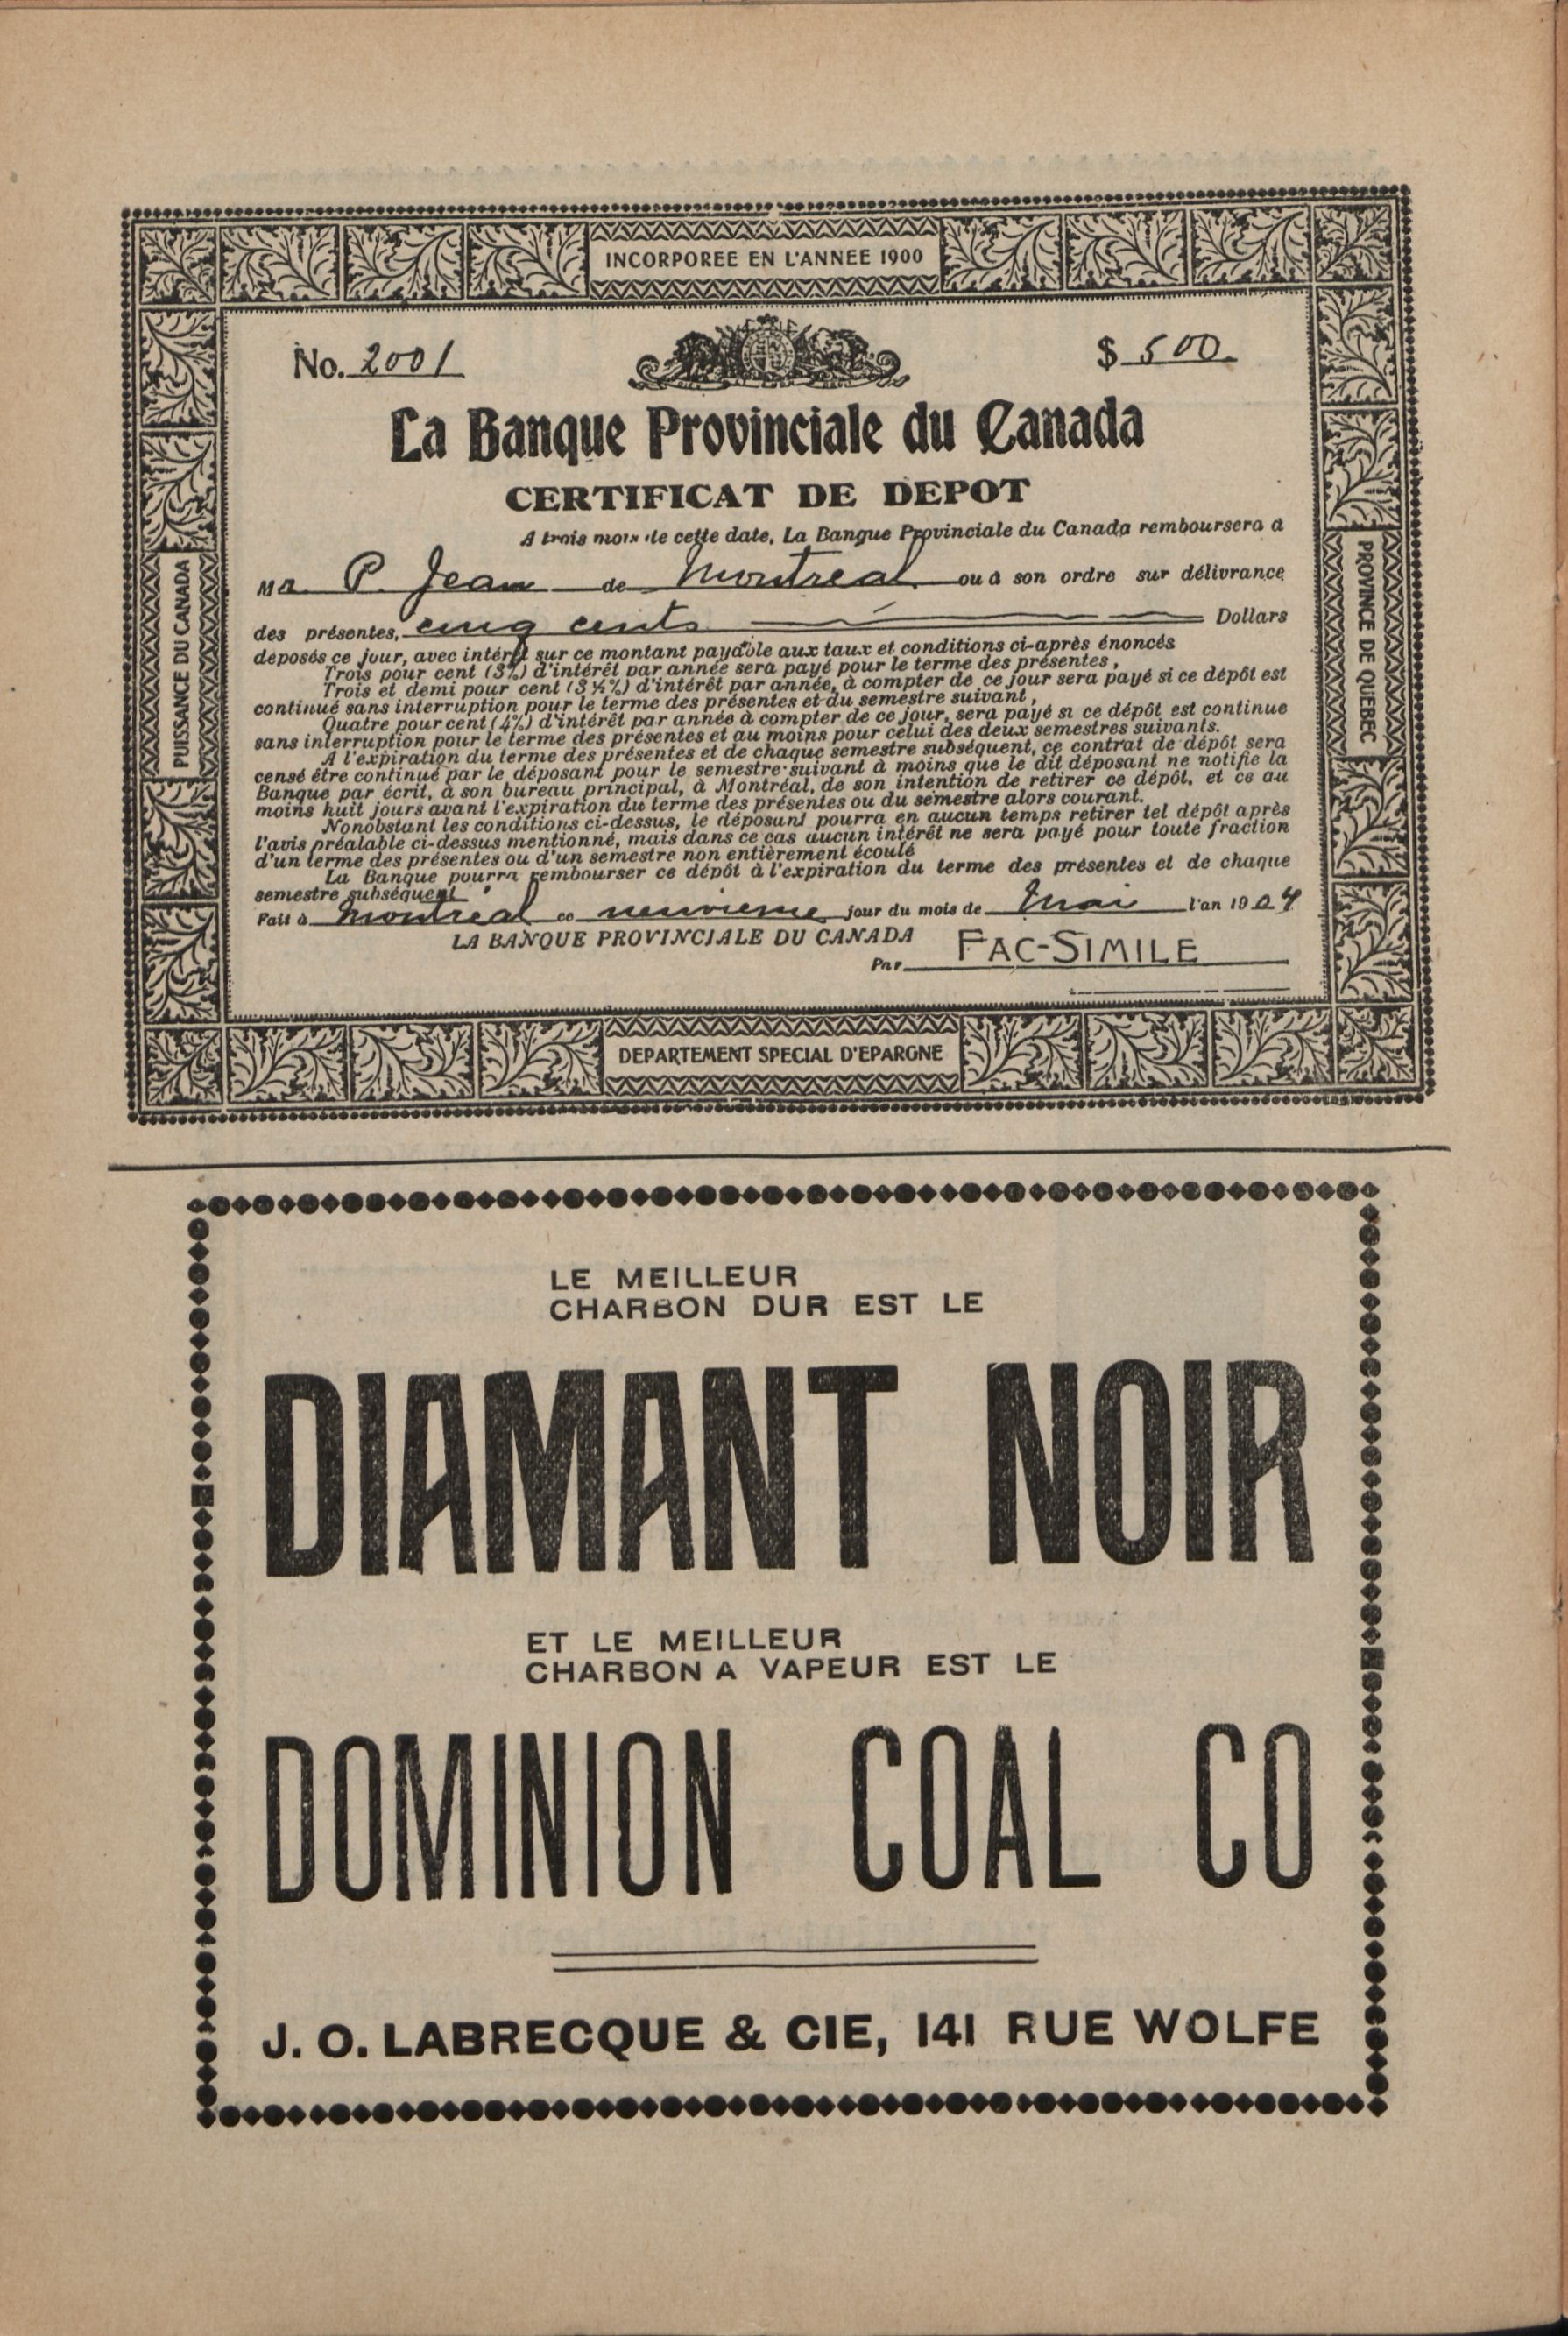 INCORPOREE EN L'ANNEE 1900
No. 2001
$ 500
La Banque Provinciale du Canada
CERTIFICAT DE DEPOT
A trois mois de cette date, La Banque Provinciale du Canada remboursera à
Mr. P. Jean de Montréal ou à son ordre sur délivrance
des présentes, cinq cents Dollars
déposés ce jour, avec intérêt sur ce montant payable aux taux et conditions ci-après énoncés
Trois pour cent (3%) d'intérêt par année sera payé pour le terme des présentes,
Trois et demi pour cent (3½%) d'intérêt par année, à compter de ce jour sera payé si ce dépôt est
continué sans interruption pour le terme des présentes et du semestre suivant,
Quatre pour cent (4%) d'intérêt par année à compter de ce jour, sera payé si ce dépôt est continue
sans interruption pour le terme des présentes et au moins pour celui des deux semestres suivants.
A l'expiration du terme des présentes et de chaque semestre subséquent, ce contrat de dépôt sera
censé être continué par le déposant pour le semestre suivant à moins que le dit déposant ne notifie la
Banque par écrit, à son bureau principal, à Montréal, de son intention de retirer ce dépôt, et ce au
moins huit jours avant l'expiration du terme des présentes ou du semestre alors courant.
Nonobstant les conditions ci-dessus, le déposant pourra en aucun temps retirer tel dépôt après
l'avis préalable ci-dessus mentionné, mais dans ce cas aucun intérêt ne sera payé pour toute fraction
d'un terme des présentes ou d'un semestre non entièrement écoulé
La Banque pourra rembourser ce dépôt à l'expiration du terme des présentes et de chaque
semestre subséquent
Fait à Montréal ce neuvieme jour du mois de Mai l'an 1904
LA BANQUE PROVINCIALE DU CANADA
Par FAC-SIMILE
PUISSANCE DU CANADA
PROVINCE DE QUEBEC
DEPARTEMENT SPECIAL D'EPARGNE
LE MEILLEUR
CHARBON DUR EST LE
DIAMANT NOIR
ET LE MEILLEUR
CHARBON A VAPEUR EST LE
DOMINION COAL CO
J. O. LABRECQUE & CIE, 141 RUE WOLFE